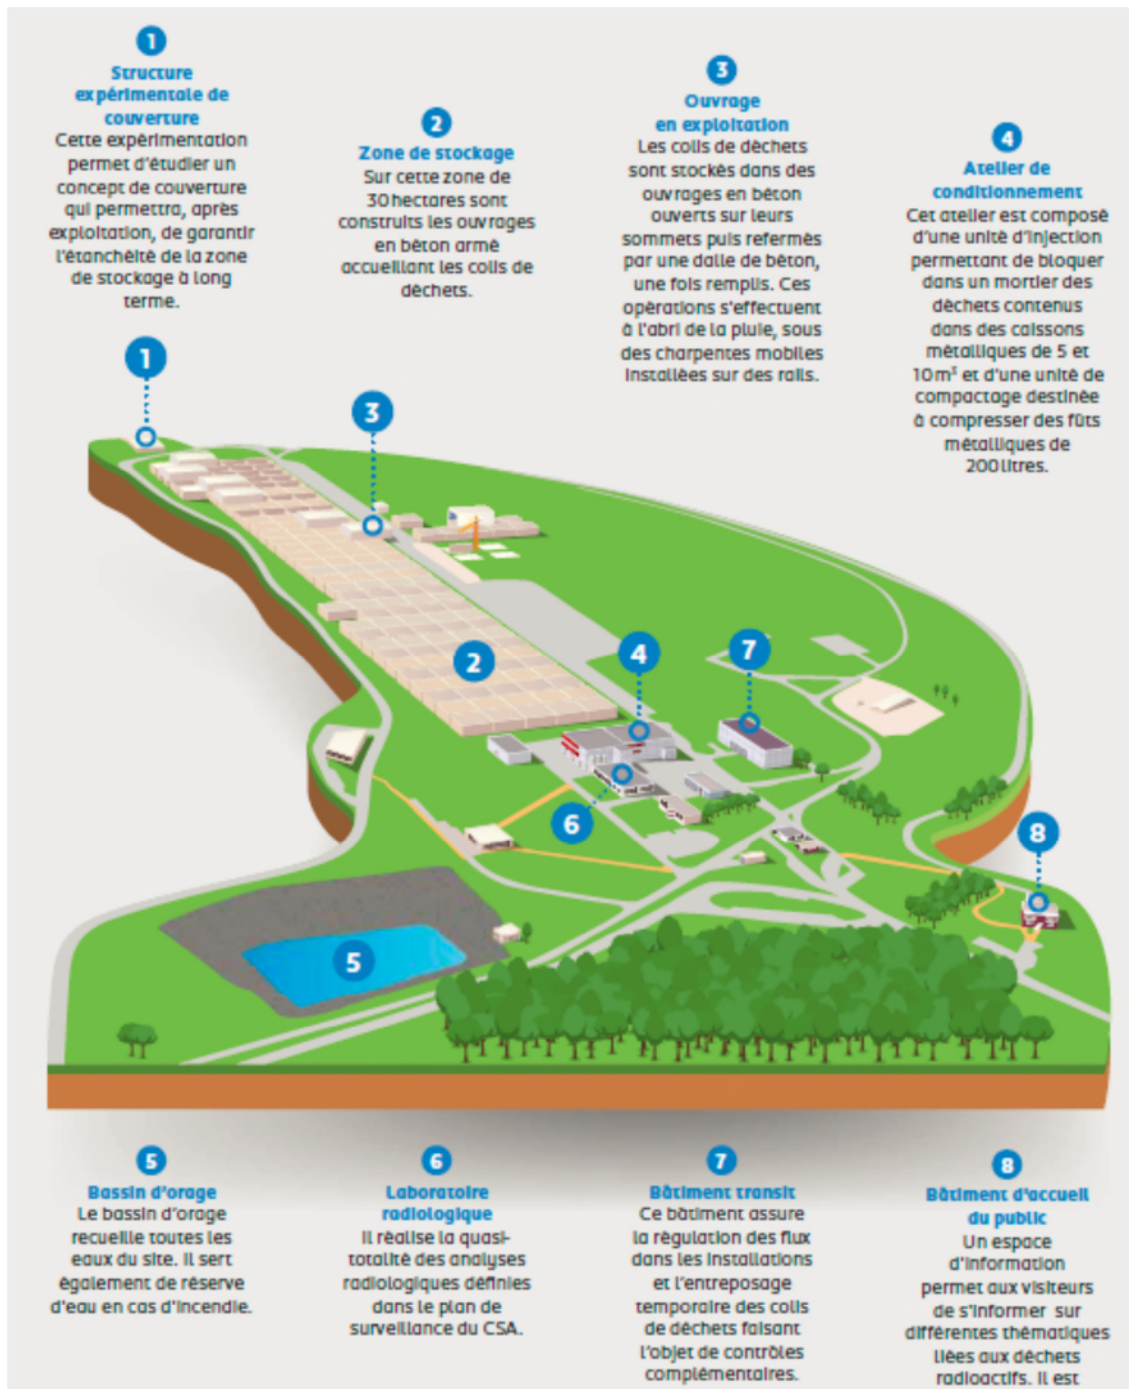 1
Structure
expérimentale de
couverture
Cette expérimentation
permet d'étudier un
concept de couverture
qui permettra, après
exploitation, de garantir
l'étanchéité de la zone
de stockage à long
terme.
2
Zone de stockage
Sur cette zone de
30 hectares sont
construits les ouvrages
en béton armé
accueillant les colis de
déchets.
3
Ouvrage
en exploitation
Les colis de déchets
sont stockés dans des
ouvrages en béton
ouverts sur leurs
sommets puis refermés
par une dalle de béton,
une fois remplis. Ces
opérations s'effectuent
à l'abri de la pluie, sous
des charpentes mobiles
installées sur des rails.
4
Atelier de
conditionnement
Cet atelier est composé
d'une unité d'injection
permettant de bloquer
dans un mortier des
déchets contenus
dans des caissons
métalliques de 5 et
10 m³ et d'une unité de
compactage destinée
à compresser des fûts
métalliques de
200 litres.
1
3
2
4
7
6
8
5
5
Bassin d'orage
Le bassin d'orage
recueille toutes les
eaux du site. Il sert
également de réserve
d'eau en cas d'incendie.
6
Laboratoire
radiologique
Il réalise la quasi-
totalité des analyses
radiologiques définies
dans le plan de
surveillance du CSA.
7
Bâtiment transit
Ce bâtiment assure
la régulation des flux
dans les installations
et l'entreposage
temporaire des colis
de déchets faisant
l'objet de contrôles
complémentaires.
8
Bâtiment d'accueil
du public
Un espace
d'information
permet aux visiteurs
de s'informer sur
différentes thématiques
liées aux déchets
radioactifs. Il est